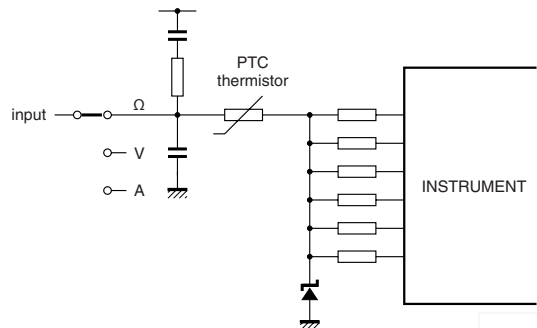 PTC
thermistor
input
Ω
V
A
INSTRUMENT